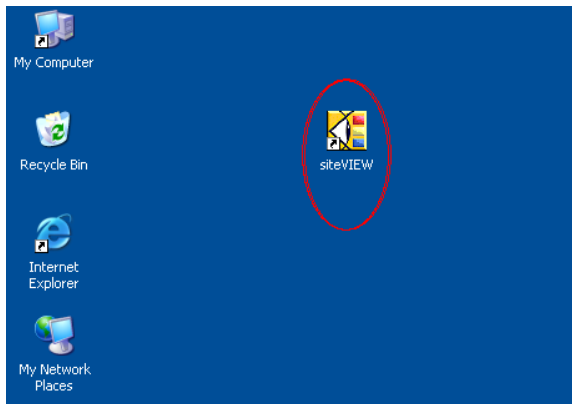 My Computer
Recycle Bin
siteVIEW
Internet
Explorer
My Network
Places